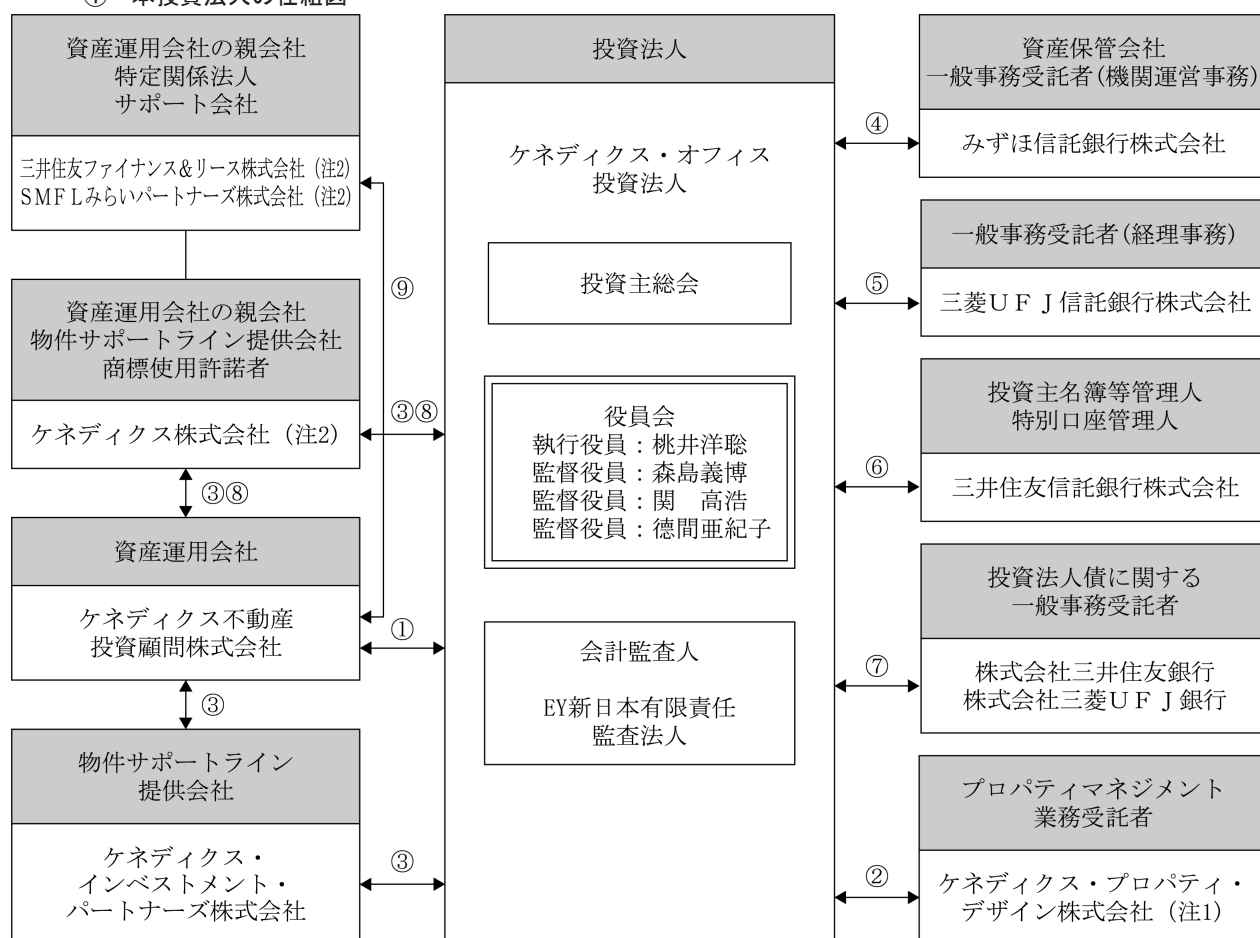 ① 本投資法人の仕組図
資産運用会社の親会社
特定関係法人
サポート会社
三井住友ファイナンス&リース株式会社（注2）
SMFLみらいパートナーズ株式会社（注2）
⑨
資産運用会社の親会社
物件サポートライン提供会社
商標使用許諾者
ケネディクス株式会社（注2）
③⑧
③⑧
資産運用会社
ケネディクス不動産
投資顧問株式会社
①
③
物件サポートライン
提供会社
ケネディクス・
インベストメント・
パートナーズ株式会社
③
投資法人
ケネディクス・オフィス
投資法人
投資主総会
役員会
執行役員：桃井洋聡
監督役員：森島義博
監督役員：関　高浩
監督役員：德間亜紀子
会計監査人
EY新日本有限責任
監査法人
資産保管会社
一般事務受託者(機関運営事務)
④
みずほ信託銀行株式会社
一般事務受託者(経理事務)
⑤
三菱UFJ信託銀行株式会社
投資主名簿等管理人
特別口座管理人
⑥
三井住友信託銀行株式会社
投資法人債に関する
一般事務受託者
⑦
株式会社三井住友銀行
株式会社三菱UFJ銀行
プロパティマネジメント
業務受託者
②
ケネディクス・プロパティ・
デザイン株式会社（注1）